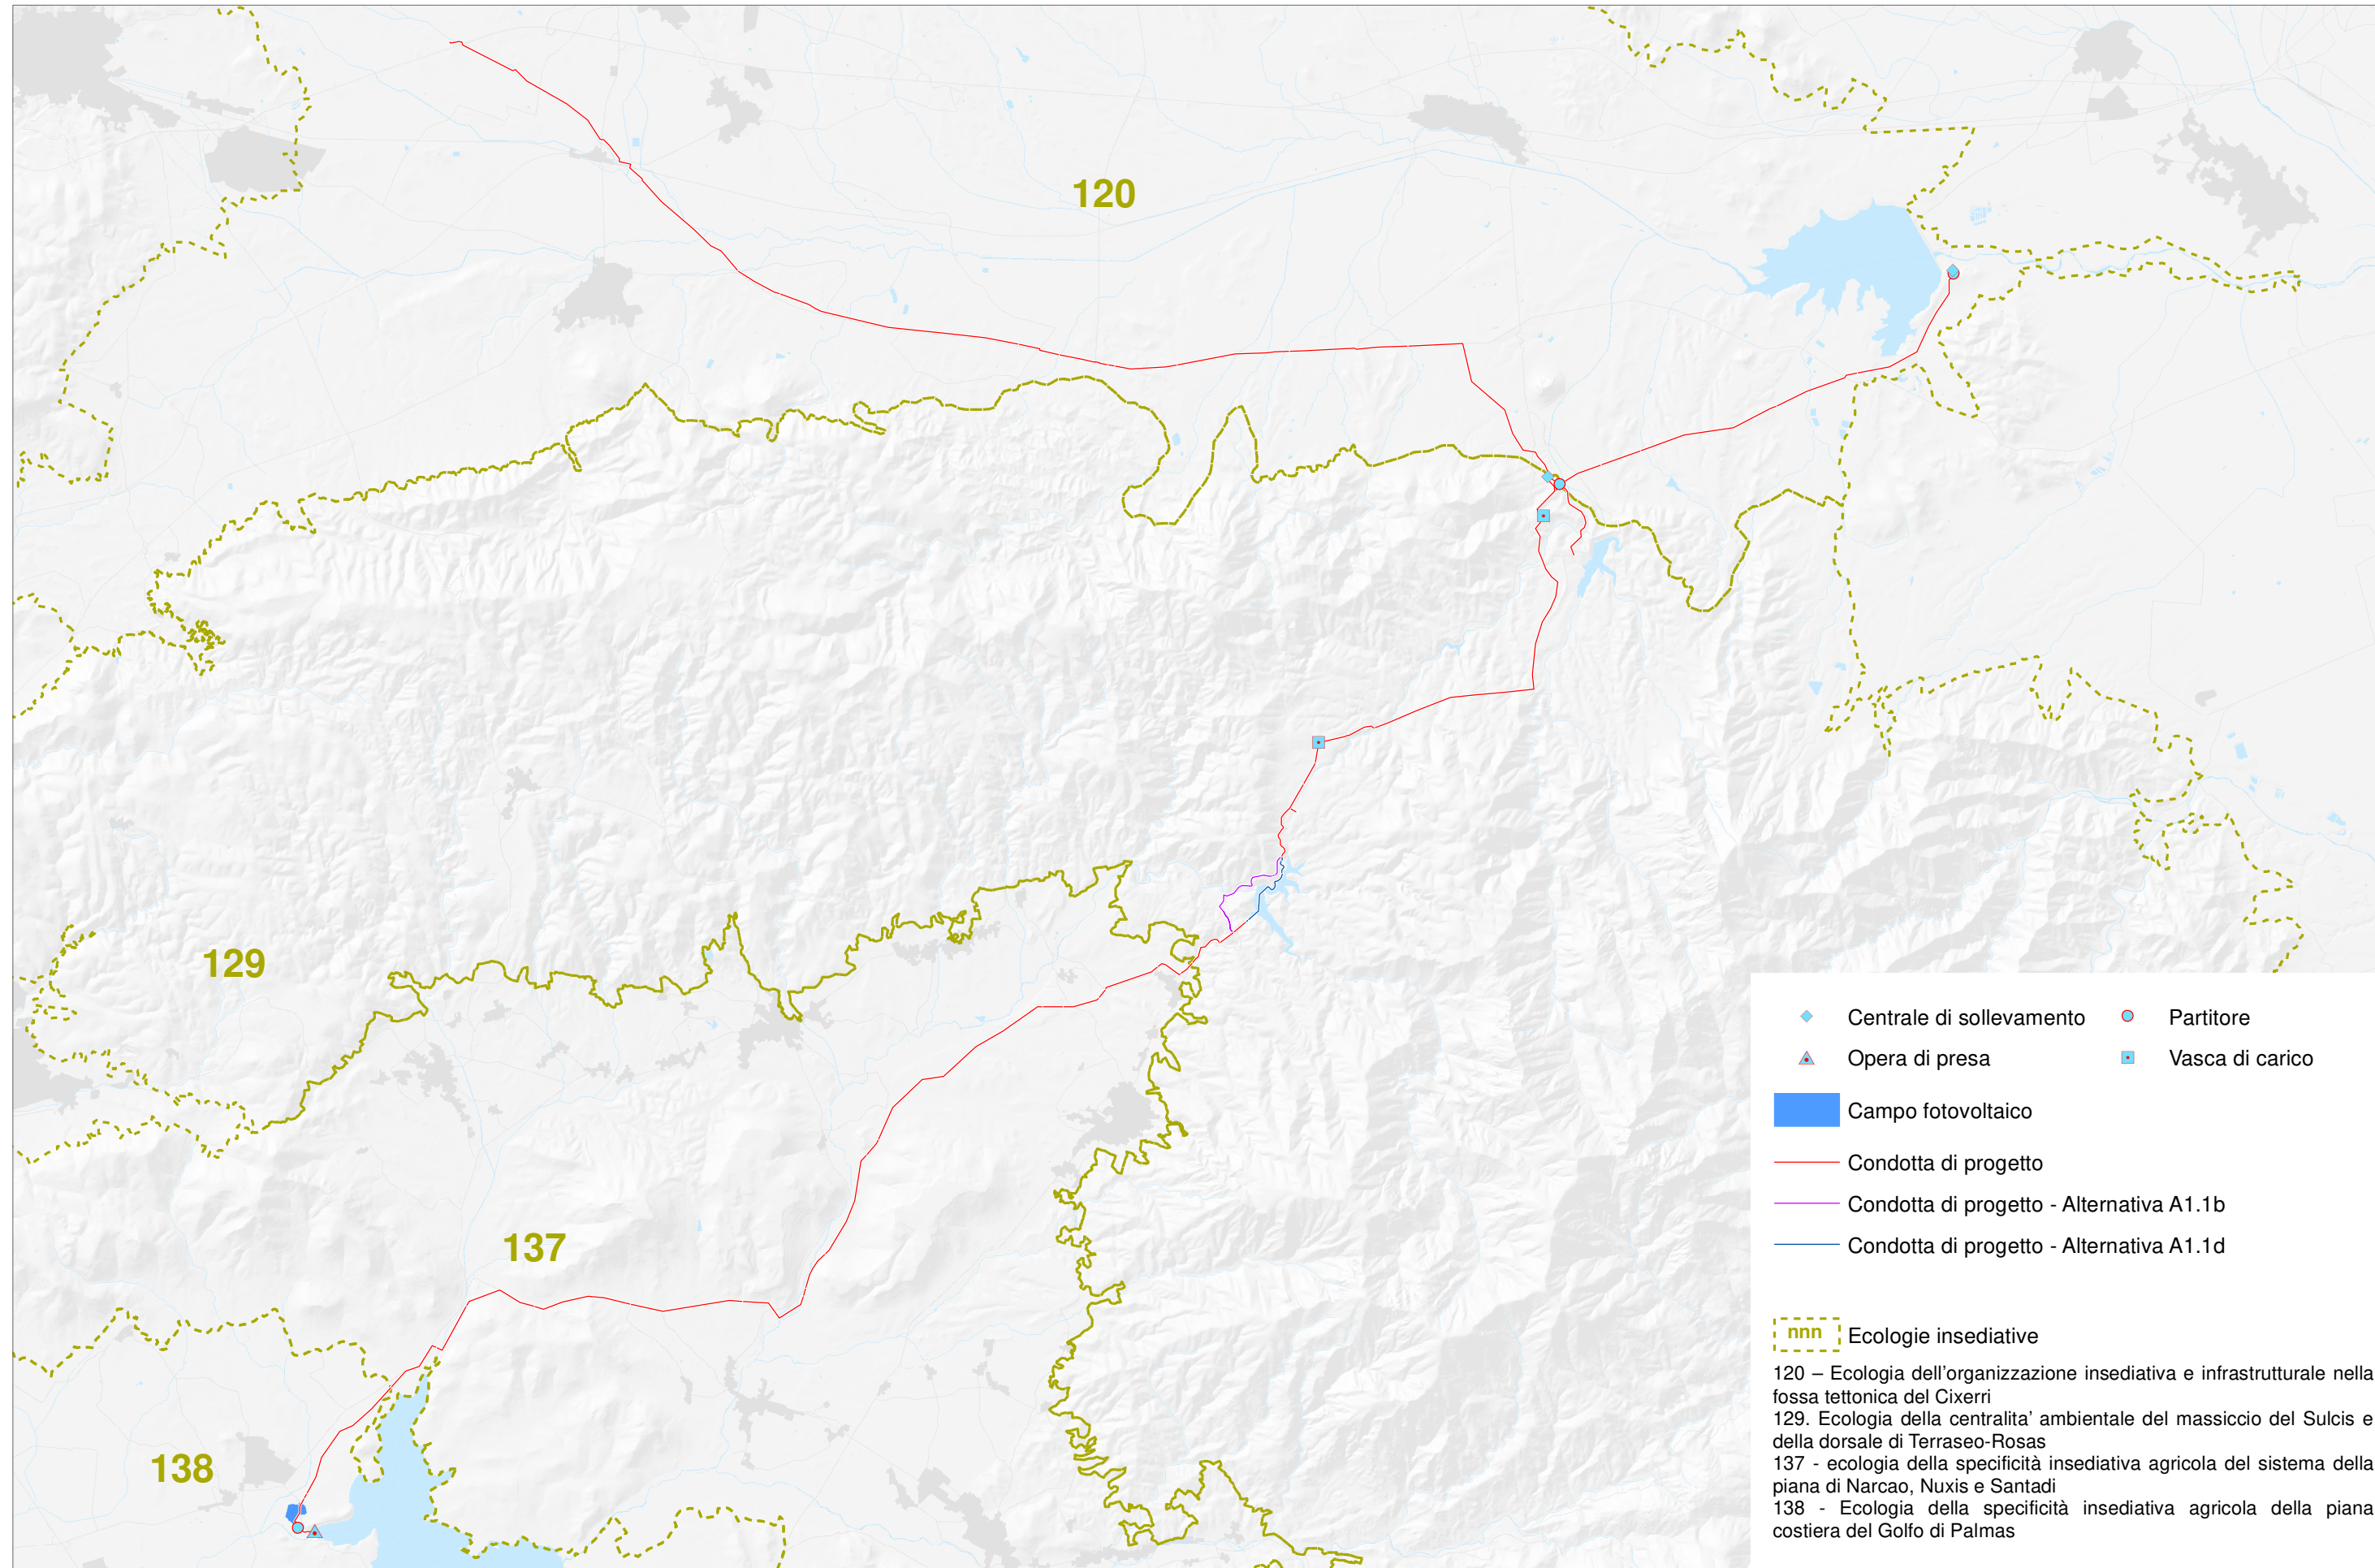 120
129
137
138
Centrale di sollevamento
Partitore
Opera di presa
Vasca di carico
Campo fotovoltaico
Condotta di progetto
Condotta di progetto - Alternativa A1.1b
Condotta di progetto - Alternativa A1.1d
nnn Ecologie insediative
120 – Ecologia dell'organizzazione insediativa e infrastrutturale nella
fossa tettonica del Cixerri
129. Ecologia della centralita' ambientale del massiccio del Sulcis e
della dorsale di Terraseo-Rosas
137 - ecologia della specificità insediativa agricola del sistema della
piana di Narcao, Nuxis e Santadi
138 - Ecologia della specificità insediativa agricola della piana
costiera del Golfo di Palmas